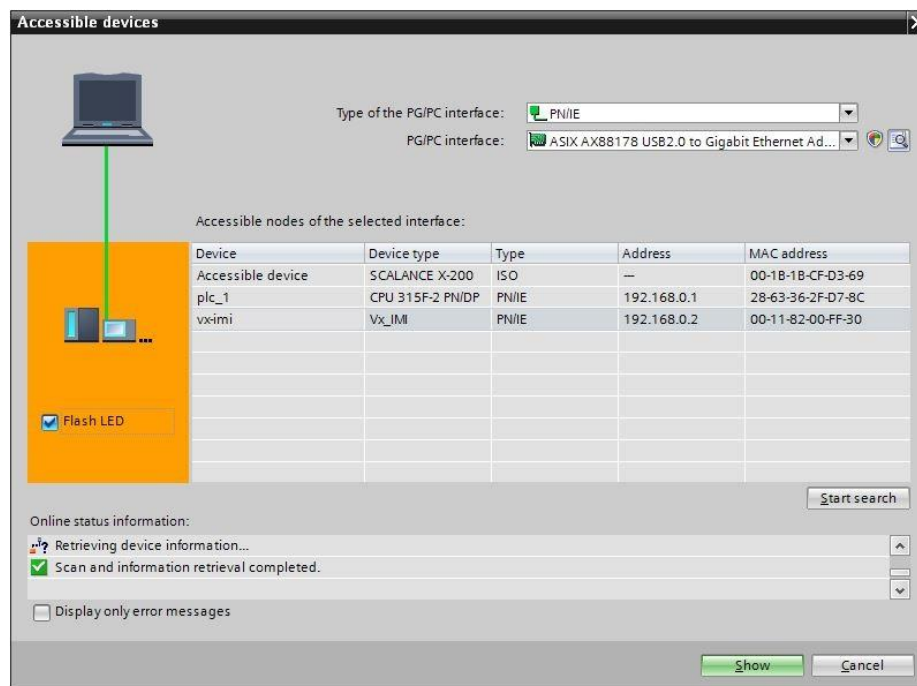 Accessible devices
Type of the PG/PC interface: PN/IE
PG/PC interface: ASIX AX88178 USB2.0 to Gigabit Ethernet Ad...
Accessible nodes of the selected interface:
Device Device type Type Address MAC address
Accessible device SCALANCE X-200 ISO — 00-1B-1B-CF-D3-69
plc_1 CPU 315F-2 PN/DP PN/IE 192.168.0.1 28-63-36-2F-D7-8C
vx-imi Vx_IMI PN/IE 192.168.0.2 00-11-82-00-FF-30
Flash LED
Start search
Online status information:
Retrieving device information...
Scan and information retrieval completed.
Display only error messages
Show Cancel